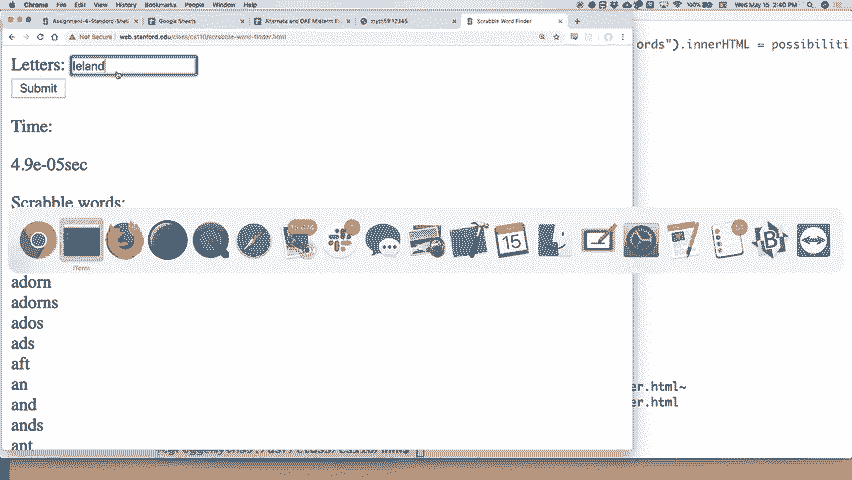 Chrome File Edit View History Bookmarks People Window Help 100% Wed May 15 2:40 PM
Assignment-4-Standard-Shell Google Sheets Alternate and OAE Midterm E Scrabble Word Finder
Not Secure web.stanford.edu/class/cs110/scrabble-word-finder.html
ords").innerHTML = possibiliti
Letters: leland
Submit
Time:
4.9e-05sec
Scrabble words:
15
iTerm
adorn
adorns
ados
ads
aft
an
and
er.html~
ands
er.html
ant